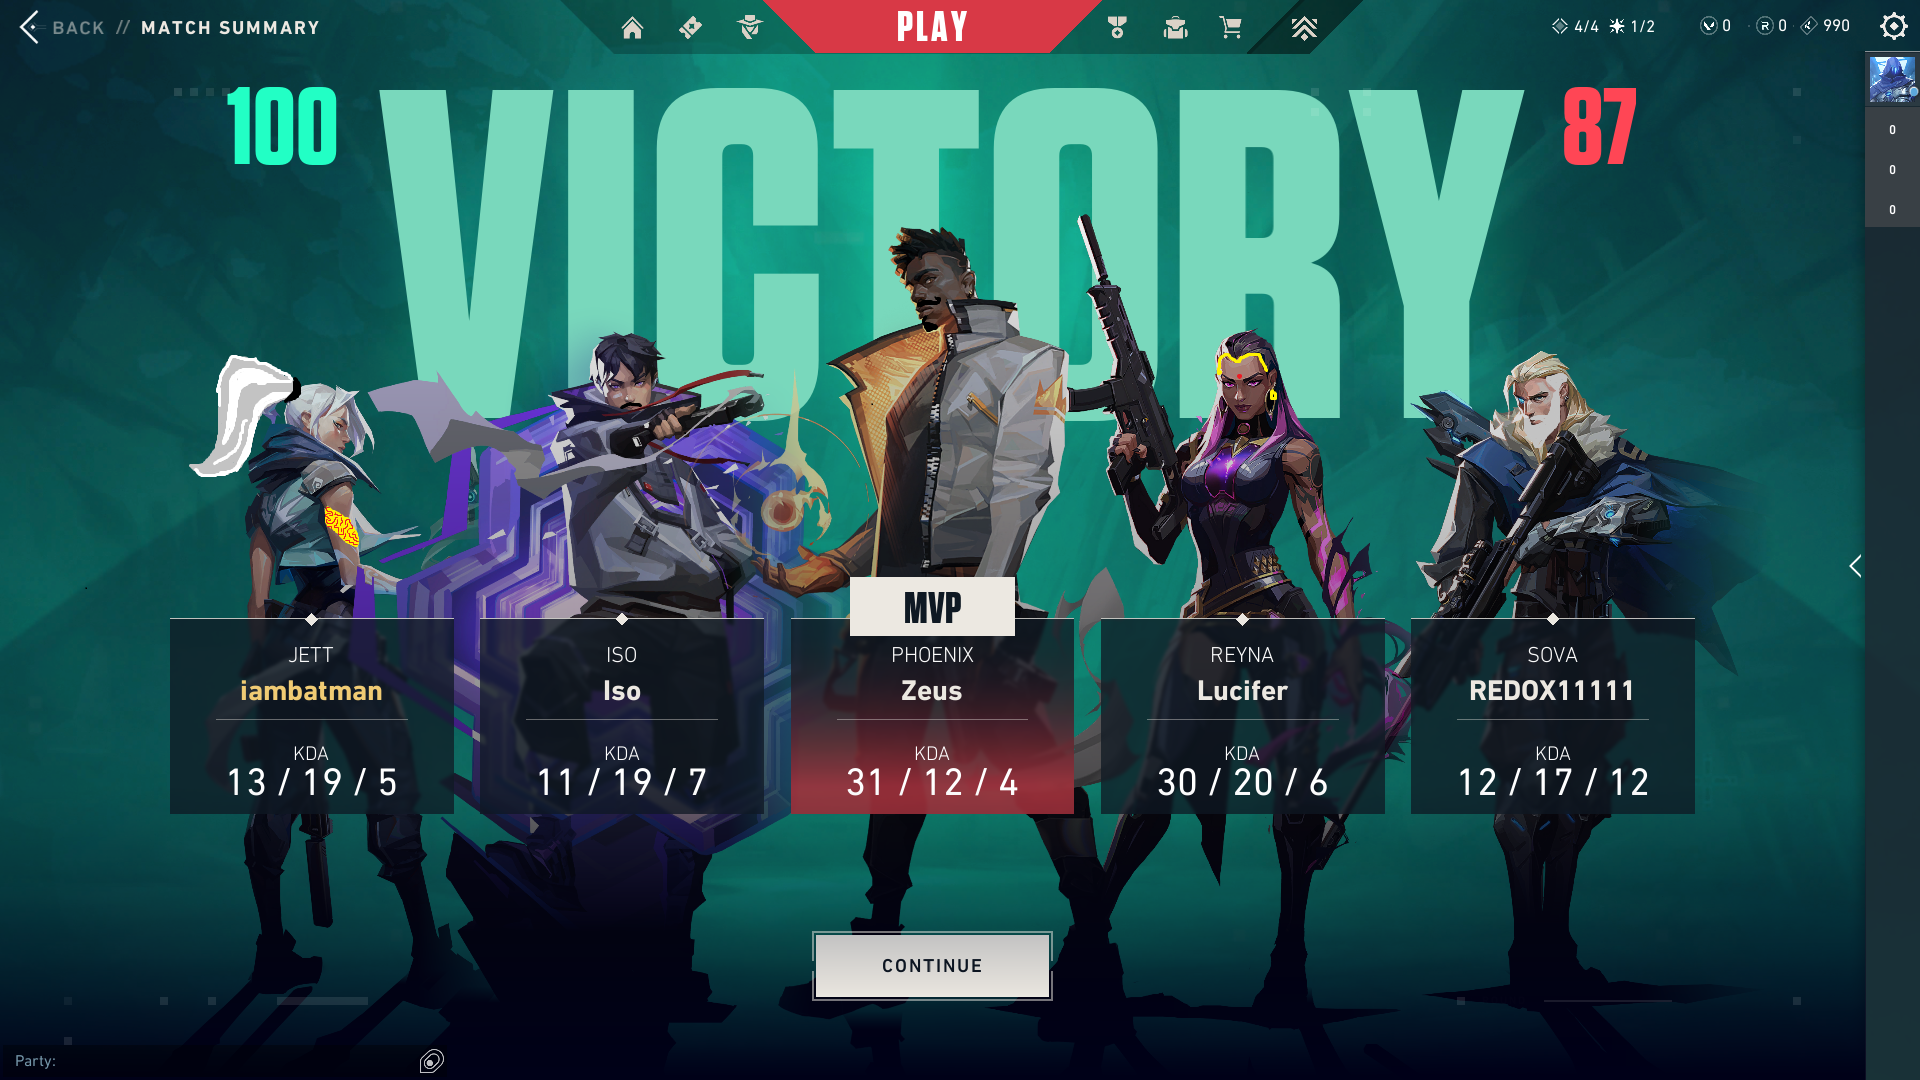 BACK // MATCH SUMMARY
PLAY
4/4 1/2
0 R 0 990
100
VICTORY
87
0
0
0
MVP
JETT
iambatman
KDA
13 / 19 / 5
ISO
Iso
KDA
11 / 19 / 7
PHOENIX
Zeus
KDA
31 / 12 / 4
REYNA
Lucifer
KDA
30 / 20 / 6
SOVA
REDOX11111
KDA
12 / 17 / 12
CONTINUE
Party: